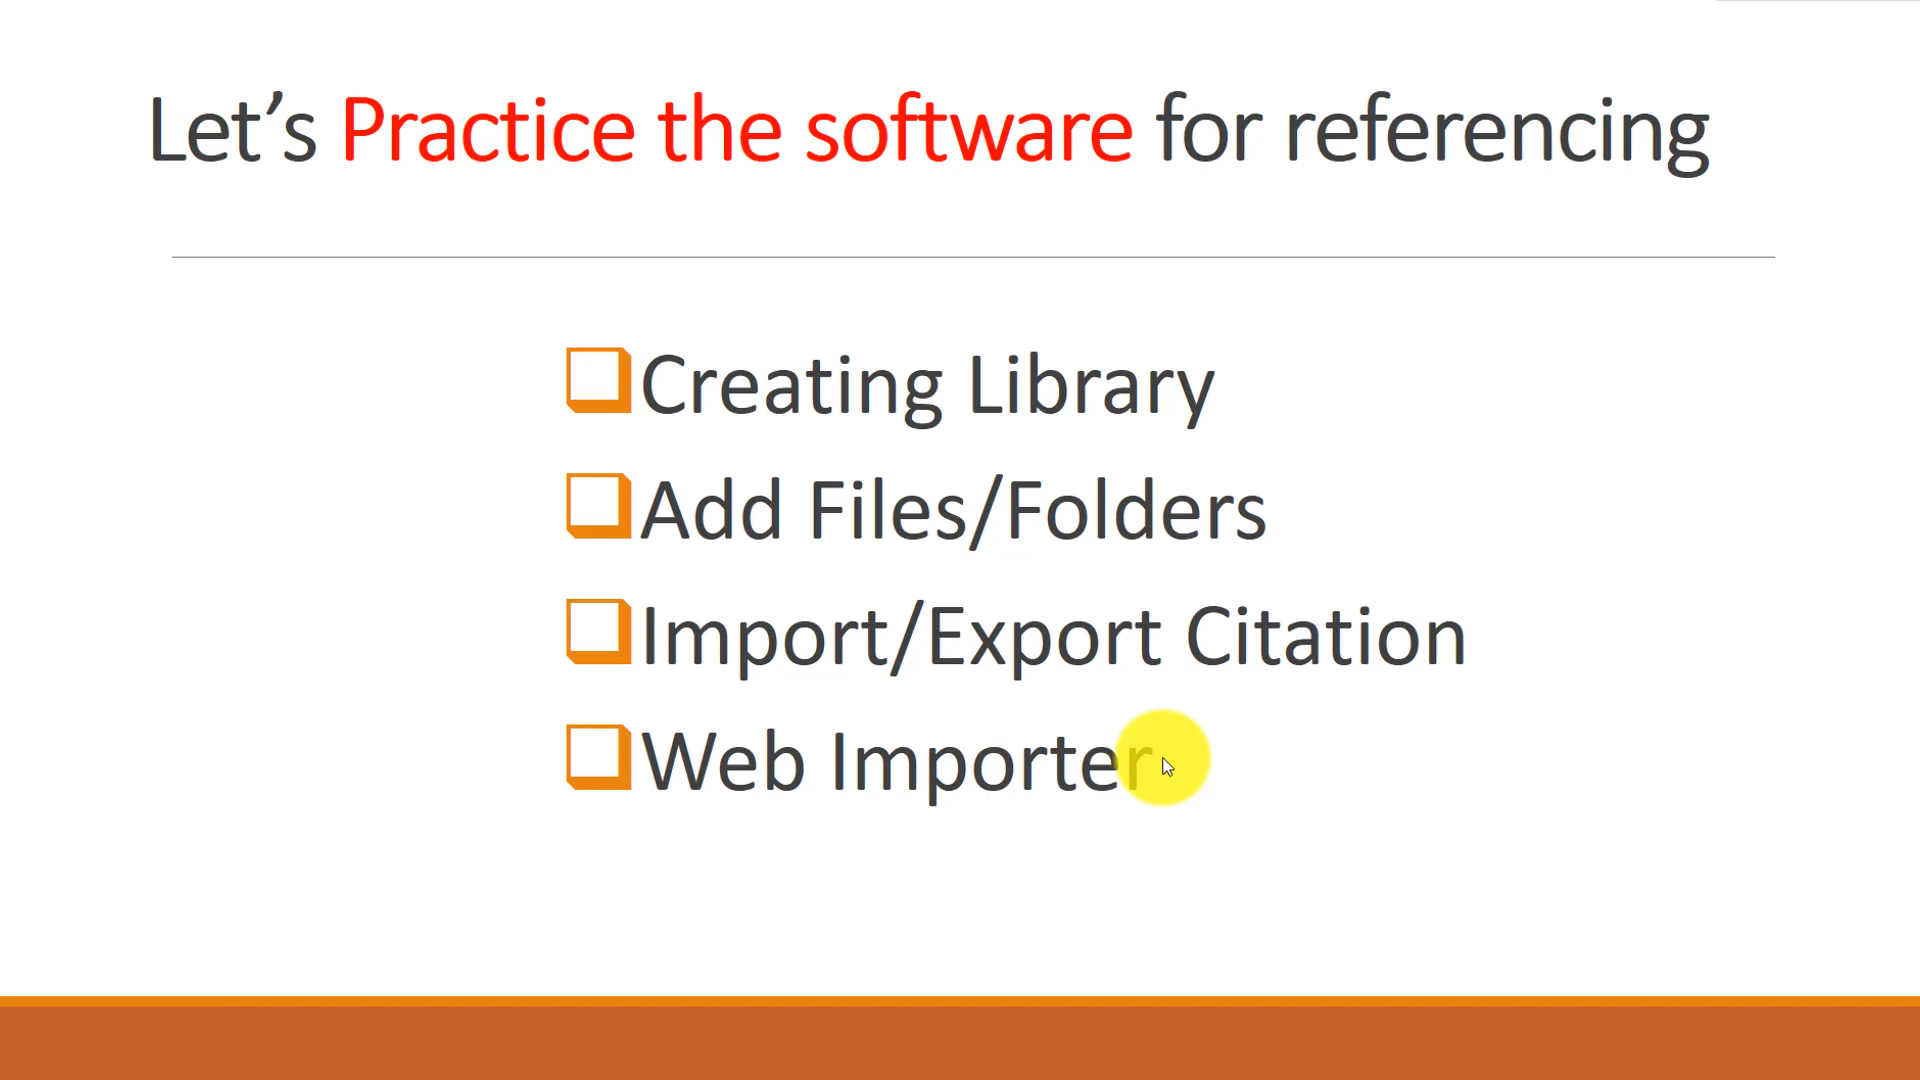 Let’s Practice the software for referencing
Creating Library
Add Files/Folders
Import/Export Citation
Web Importer